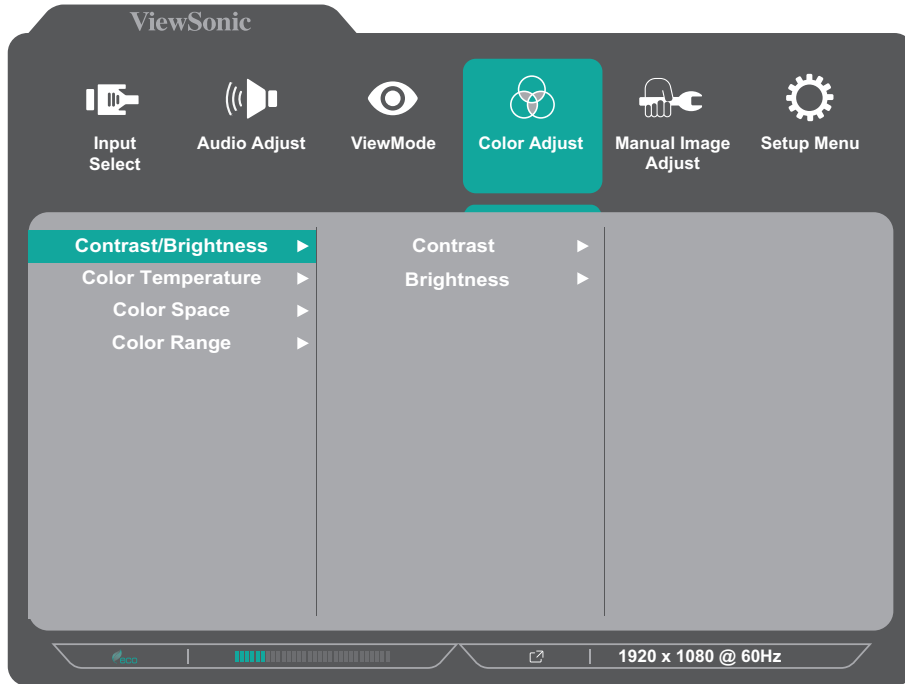 ViewSonic
Input
Select
Audio Adjust
ViewMode
Color Adjust
Manual Image
Adjust
Setup Menu
Contrast/Brightness
Color Temperature
Color Space
Color Range
Contrast
Brightness
eco
1920 x 1080 @ 60Hz